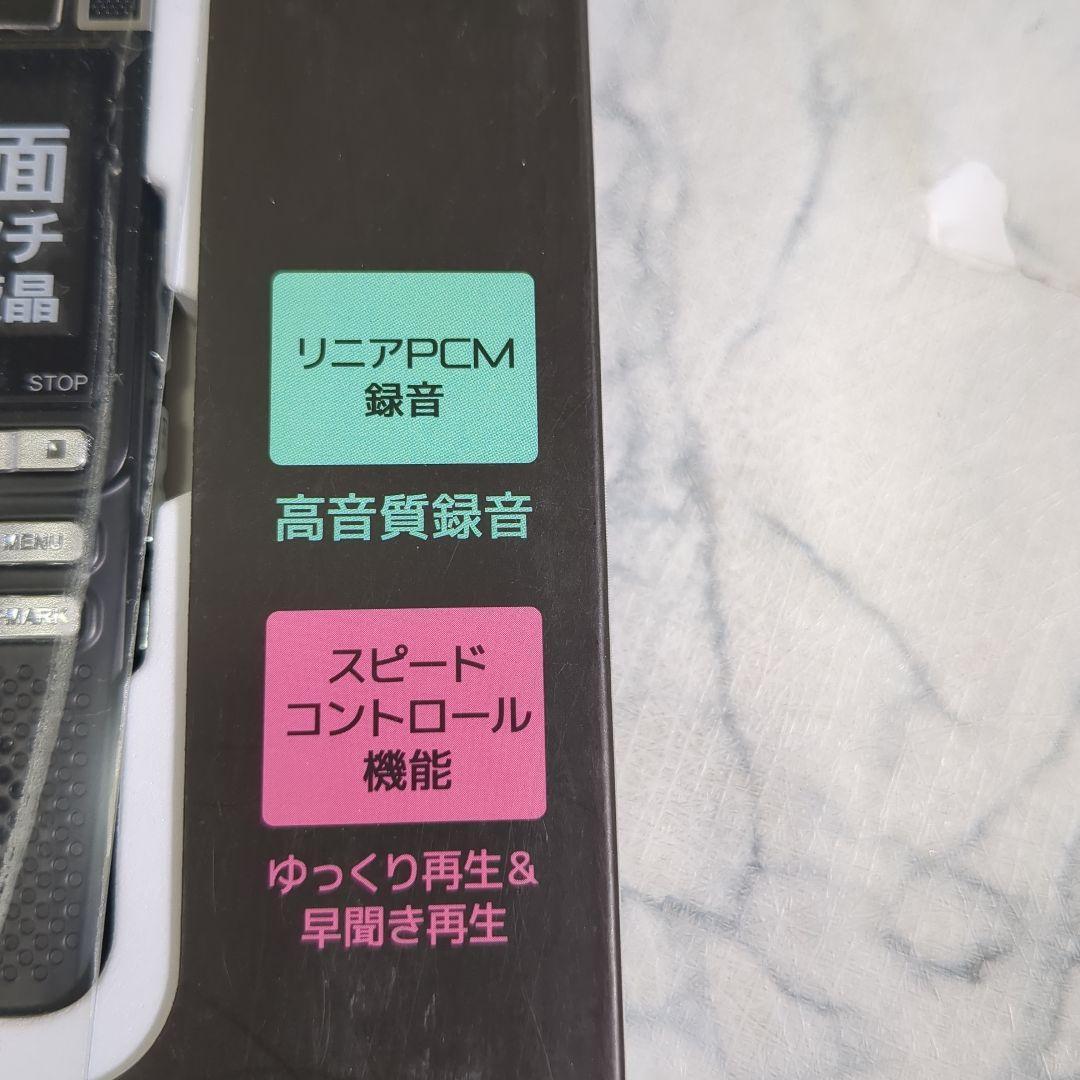 面
チ
晶
STOP
MENU
MARK
リニアPCM
録音
高音質録音
スピード
コントロール
機能
ゆっくり再生&
早聞き再生